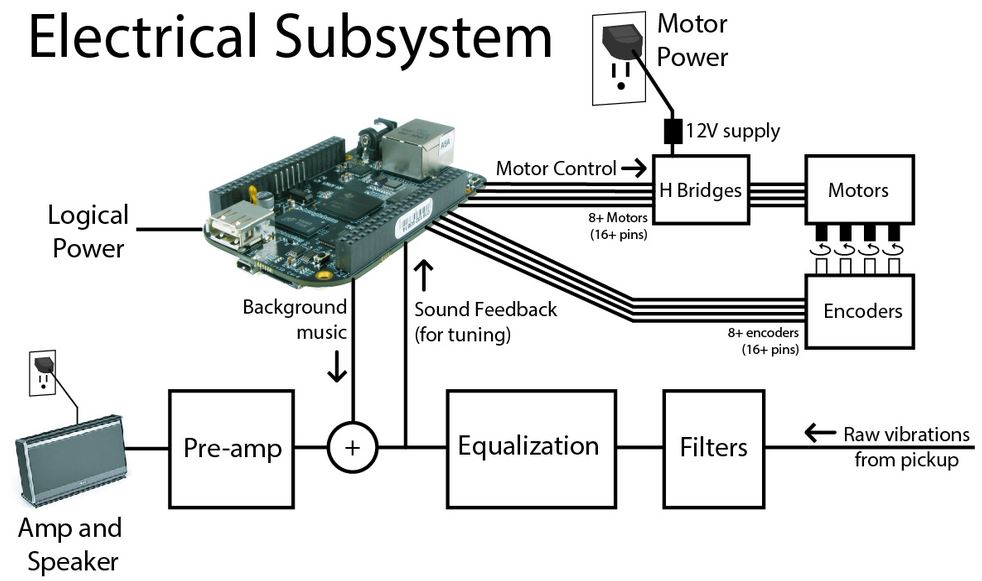 Electrical Subsystem
Motor
Power
12V supply
Motor Control
H Bridges
Motors
8+ Motors
(16+ pins)
Logical
Power
Background
music
Sound Feedback
(for tuning)
Encoders
8+ encoders
(16+ pins)
Pre-amp
+
Equalization
Filters
Raw vibrations
from pickup
Amp and
Speaker